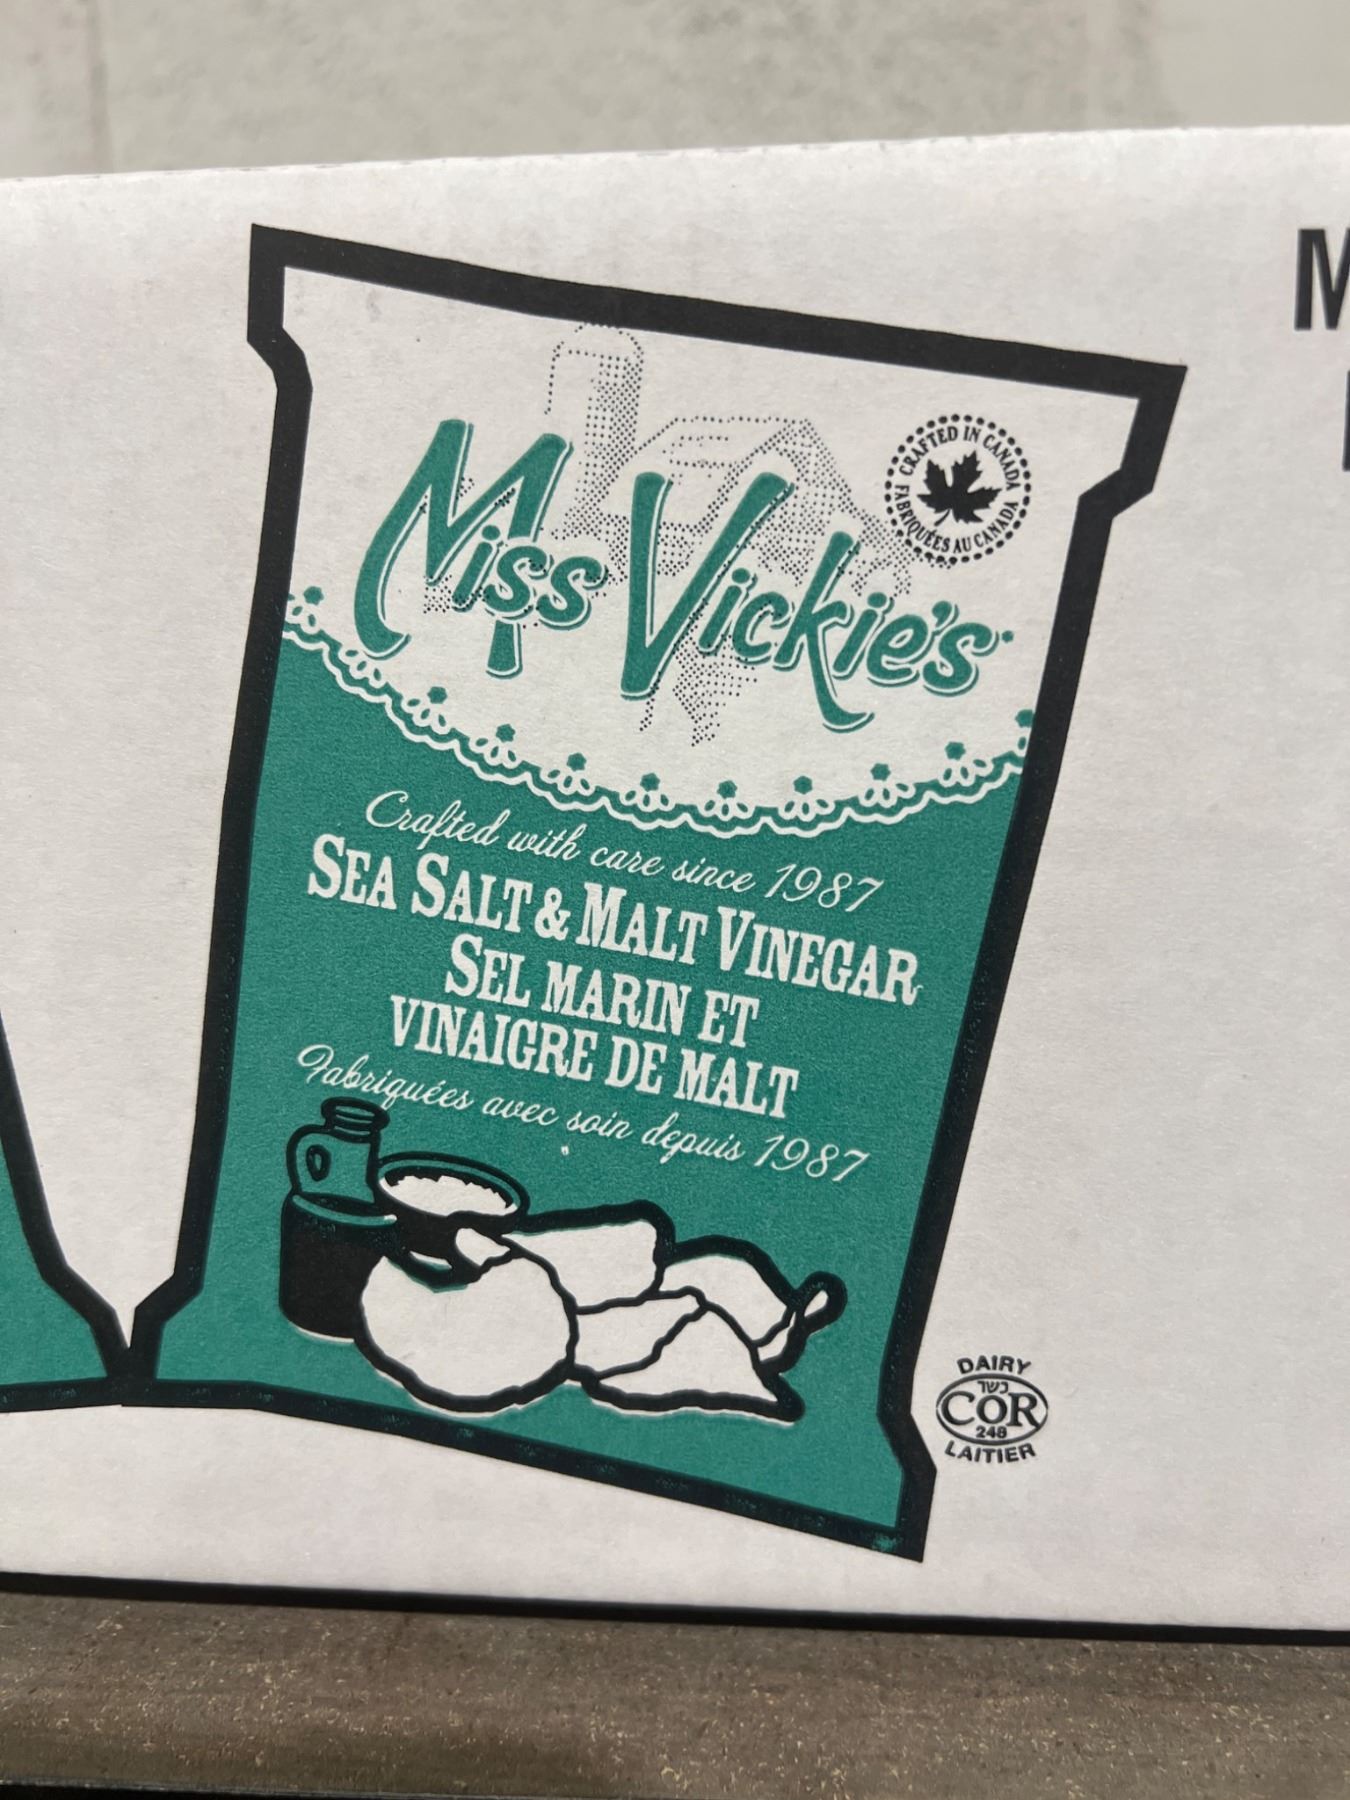 Miss Vickie's
CRAFTED IN CANADA
FABRIQUÉES AU CANADA
Crafted with care since 1987
SEA SALT & MALT VINEGAR
SEL MARIN ET
VINAIGRE DE MALT
Fabriquées avec soin depuis 1987
DAIRY
כשר
COR
248
LAITIER
M